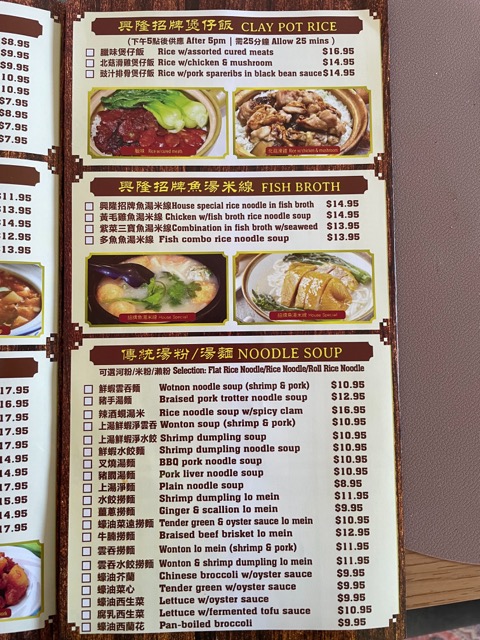 $8.95
$9.95
$9.95
10.95
10.95
$7.95
$8.95
$7.95
$7.95
$11.95
$13.95
$14.95
$12.95
$13.95
17.95
16.95
興隆招牌煲仔飯 CLAY POT RICE
(下午5點後供應 After 5pm | 需25分鐘 Allow 25 mins )
臘味煲仔飯 Rice w/assorted cured meats $16.95
北菇滑雞煲仔飯 Rice w/chicken & mushroom $14.95
豉汁排骨煲仔飯 Rice w/pork spareribs in black bean sauce $14.95
臘味 Rice w/cured meats
北菇滑雞 Rice w/chicken & mushroom
興隆招牌魚湯米線 FISH BROTH
興隆招牌魚湯米線 House special rice noodle in fish broth $14.95
黃毛雞魚湯米線 Chicken w/fish broth rice noodle soup $14.95
紫菜三寶魚湯米線 Combination in fish broth w/seaweed $13.95
多魚魚湯米線 Fish combo rice noodle soup $13.95
招牌魚湯米線 House Special
招牌魚湯米線 House Special
傳統湯粉/湯麵 NOODLE SOUP
可選河粉/米粉/瀨粉 Selection: Flat Rice Noodle/Rice Noodle/Roll Rice Noodle
鮮蝦雲吞麵 Wotnon noodle soup (shrimp & pork) $10.95
豬手湯麵 Braised pork trotter noodle soup $12.95
辣酒蜆湯米 Rice noodle soup w/spicy clam $16.95
上湯鮮蝦淨雲吞 Wonton soup (shrimp & pork) $10.95
上湯鮮蝦淨水餃 Shrimp dumpling soup $10.95
鮮蝦水餃麵 Shrimp dumpling noodle soup $10.95
叉燒湯麵 BBQ pork noodle soup $10.95
豬膶湯麵 Pork liver noodle soup $10.95
上湯淨麵 Plain noodle soup $8.95
水餃撈麵 Shrimp dumpling lo mein $11.95
薑蔥撈麵 Ginger & scallion lo mein $9.95
蠔油菜遠撈麵 Tender green & oyster sauce lo mein $10.95
牛腩撈麵 Braised beef brisket lo mein $12.95
雲吞撈麵 Wonton lo mein (shrimp & pork) $11.95
雲吞水餃撈麵 Wonton & shrimp dumpling lo mein $11.95
蠔油芥蘭 Chinese broccoli w/oyster sauce $9.95
蠔油菜心 Tender green w/oyster sauce $9.95
蠔油西生菜 Lettuce w/oyster sauce $9.95
腐乳西生菜 Lettuce w/fermented tofu sauce $10.95
蠔油西蘭花 Pan-boiled broccoli $9.95